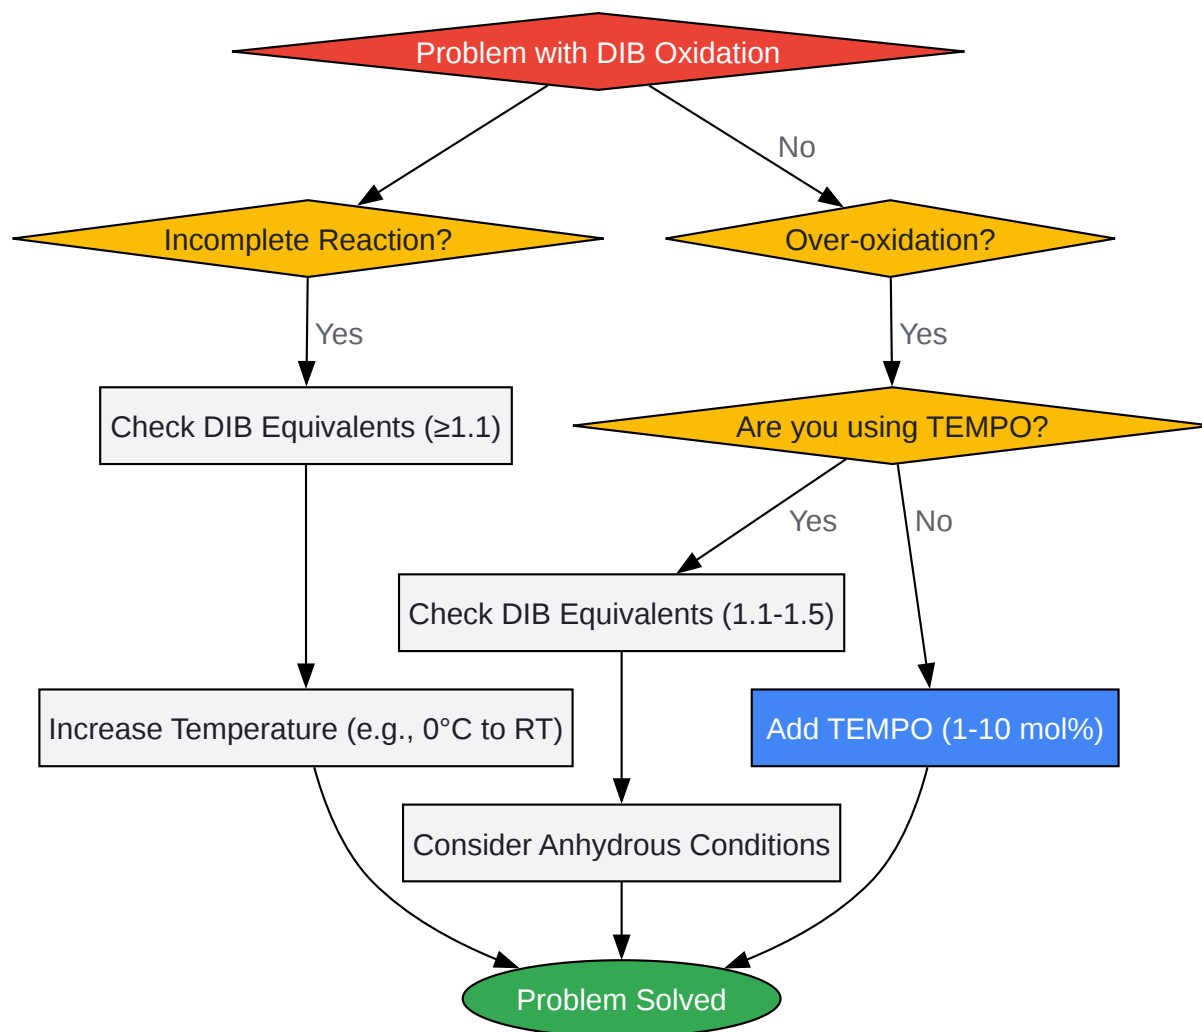 Problem with DIB Oxidation
No
Incomplete Reaction?
Over-oxidation?
Yes
Yes
Check DIB Equivalents (≥1.1)
Are you using TEMPO?
Yes
No
Check DIB Equivalents (1.1-1.5)
Increase Temperature (e.g., 0°C to RT)
Add TEMPO (1-10 mol%)
Consider Anhydrous Conditions
Problem Solved